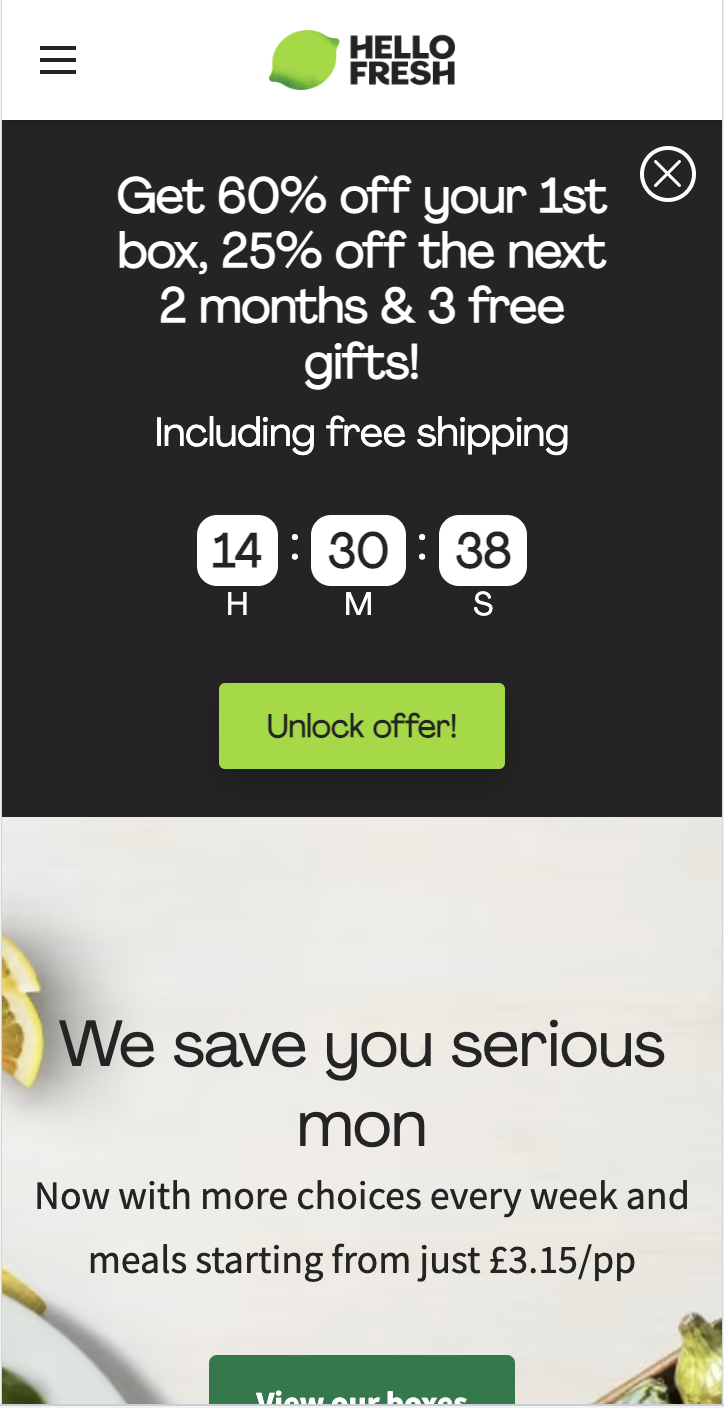 HELLO
FRESH
Get 60% off your 1st
box, 25% off the next
2 months & 3 free
gifts!
Including free shipping
14 : 30 : 38
H M S
Unlock offer!
We save you serious
mon
Now with more choices every week and
meals starting from just £3.15/pp
View our boxes